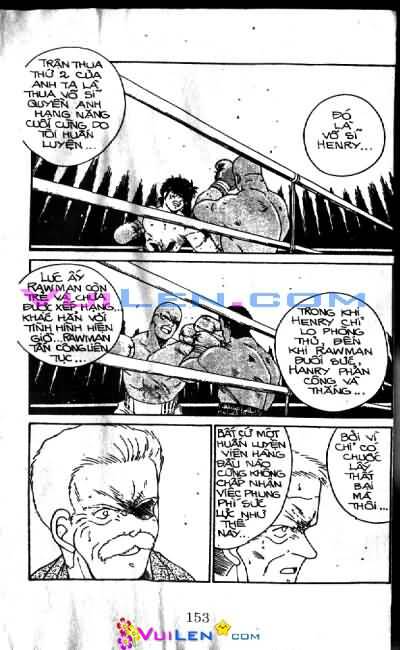 VuiLen
TRẬN THUA
THỨ 2 CỦA
ANH TA LÀ
THUA VÕ SĨ
QUYỀN ANH
HẠNG NẶNG
CUỐI CÙNG DO
TÔI HUẤN
LUYỆN...
ĐÓ
LÀ
VÕ SĨ
HENRY...
LÚC ẤY
RAWMAN CÒN
TRẺ VÀ CHƯA
ĐƯỢC XẾP HẠNG...
KHÁC HẲN VỚI
TÌNH HÌNH HIỆN
GIỜ... RAWMAN
TẤN CÔNG LIÊN
TỤC...
VuiLen.com
TRONG KHI
HENRY CHỈ
LO PHÒNG
THỦ, ĐẾN
KHI RAWMAN
ĐUỐI SỨC,
HANRY PHẢN
CÔNG VÀ
THẮNG...
BẤT CỨ MỘT
HUẤN LUYỆN
VIÊN HÀNG
ĐẦU NÀO
CŨNG KHÔNG
CHẤP NHẬN
VIỆC PHUNG
PHÍ SỨC
LỰC NHƯ
THẾ
NÀY...
BỞI VÌ
CHỈ CÓ
CHUỐC
LẤY
THẤT
BẠI
MÀ
THÔI...
153
VuiLen.com